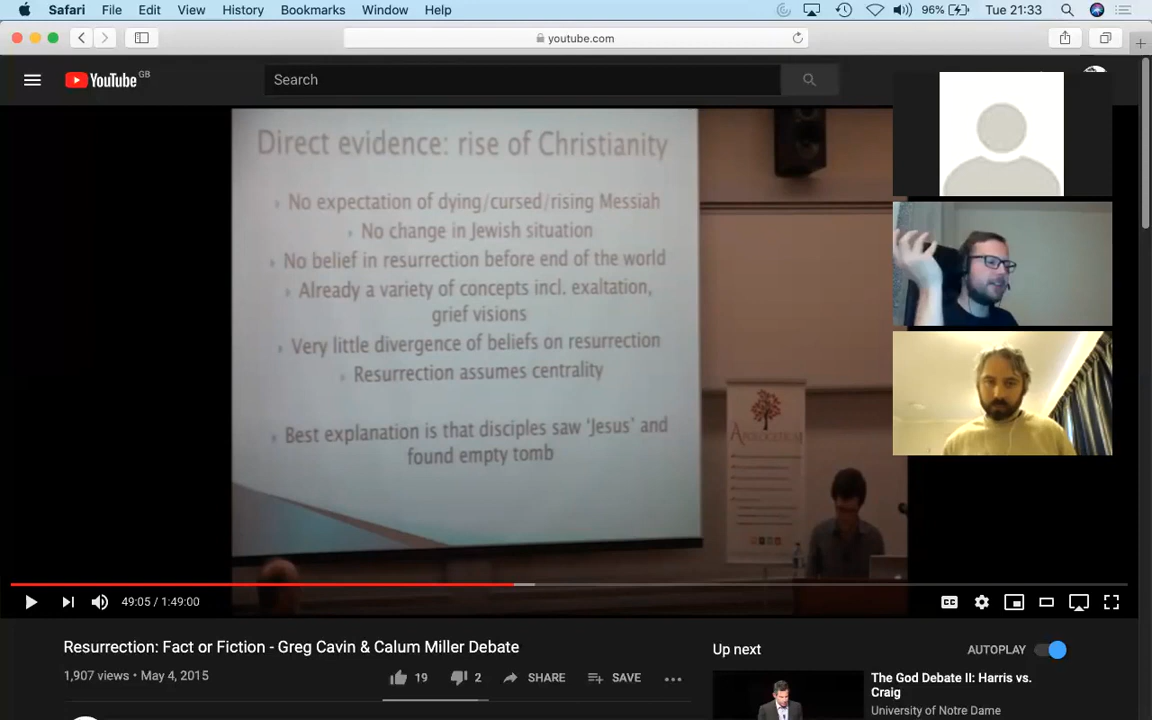 Safari File Edit View History Bookmarks Window Help 96% Tue 21:33
youtube.com
YouTube GB Search
Direct evidence: rise of Christianity
No expectation of dying/cursed/rising Messiah
No change in Jewish situation
No belief in resurrection before end of the world
Already a variety of concepts incl. exaltation,
grief visions
Very little divergence of beliefs on resurrection
Resurrection assumes centrality
Best explanation is that disciples saw 'Jesus' and
found empty tomb
APOLOGETICS
49:05 / 1:49:00 CC
Resurrection: Fact or Fiction - Greg Cavin & Calum Miller Debate
1,907 views • May 4, 2015
19 2 SHARE SAVE
Up next AUTOPLAY
The God Debate II: Harris vs.
Craig
University of Notre Dame